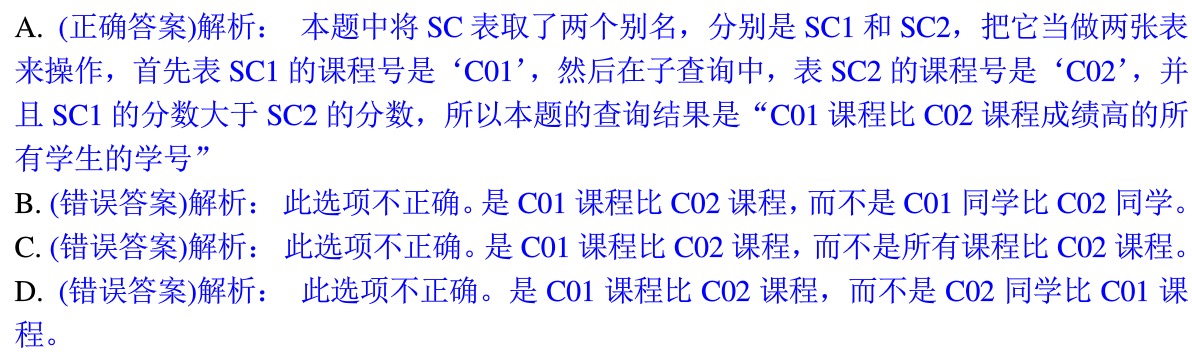 A. (正确答案)解析： 本题中将 SC 表取了两个别名，分别是 SC1 和 SC2，把它当做两张表
来操作，首先表 SC1 的课程号是‘C01’，然后在子查询中，表 SC2 的课程号是‘C02’，并
且 SC1 的分数大于 SC2 的分数，所以本题的查询结果是“C01 课程比 C02 课程成绩高的所
有学生的学号”
B. (错误答案)解析： 此选项不正确。是 C01 课程比 C02 课程，而不是 C01 同学比 C02 同学。
C. (错误答案)解析： 此选项不正确。是 C01 课程比 C02 课程，而不是所有课程比 C02 课程。
D. (错误答案)解析： 此选项不正确。是 C01 课程比 C02 课程，而不是 C02 同学比 C01 课
程。